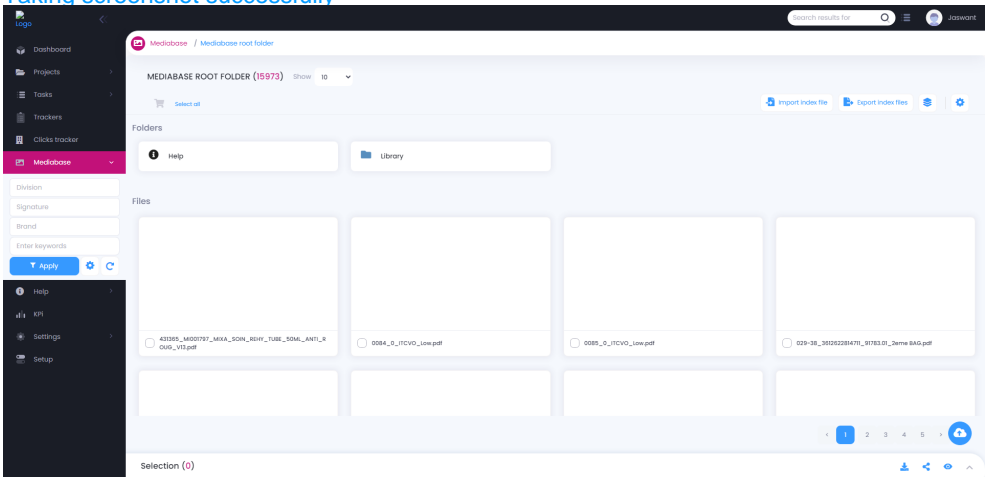 Taking screenshot successfully
Logo
Search results for
Jaswant
Dashboard
Projects
Tasks
Trackers
Clicks tracker
Mediabase
Division
Signature
Brand
Enter keywords
Apply
Help
KPI
Settings
Setup
Mediabase / Mediabase root folder
MEDIABASE ROOT FOLDER (15973) Show 10
Select all
Import index file
Export index files
Folders
Help
Library
Files
431385_MI001797_MIXA_SOIN_REHY_TUBE_50ML_ANTI_R
OUG_V13.pdf
0084_0_ITCVO_Low.pdf
0085_0_ITCVO_Low.pdf
029-38_3612622614711_91783.01_2eme BAG.pdf
« 1 2 3 4 5 »
Selection (0)